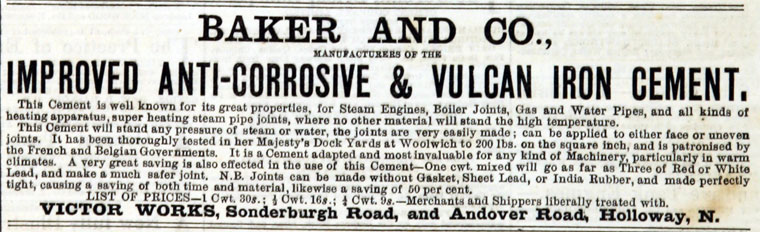 BAKER AND CO.,
MANUFACTURERS OF THE
IMPROVED ANTI-CORROSIVE & VULCAN IRON CEMENT.
This Cement is well known for its great properties, for Steam Engines, Boiler Joints, Gas and Water Pipes, and all kinds of
heating apparatus, super heating steam pipe joints, where no other material will stand the high temperature.
This Cement will stand any pressure of steam or water, the joints are very easily made; can be applied to either face or uneven
joints. It has been thoroughly tested in her Majesty's Dock Yards at Woolwich to 200 lbs. on the square inch, and is patronised by
the French and Belgian Governments. It is a Cement adapted and most invaluable for any kind of Machinery, particularly in warm
climates. A very great saving is also effected in the use of this Cement—One cwt. mixed will go as far as Three of Red or White
Lead, and make a much safer joint. N.B. Joints can be made without Gasket, Sheet Lead, or India Rubber, and made perfectly
tight, causing a saving of both time and material, likewise a saving of 50 per cent.
LIST OF PRICES—1 Cwt. 30s.; ½ Cwt. 16s.; ¼ Cwt. 9s.—Merchants and Shippers liberally treated with.
VICTOR WORKS, Sonderburgh Road, and Andover Road, Holloway, N.